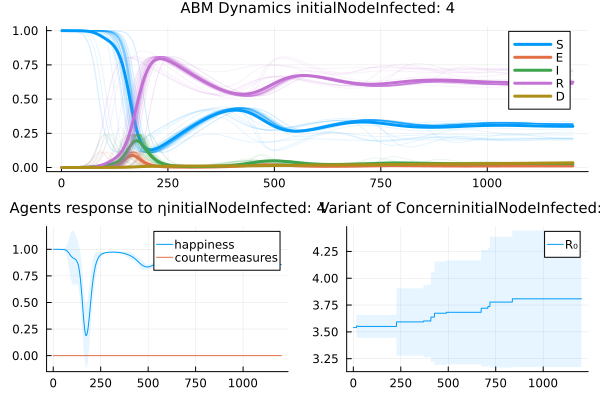 ABM Dynamics initialNodeInfected: 4
1.00
0.75
0.50
0.25
0.00
0
250
500
750
1000
S
E
I
R
D
Agents response to ηinitialNodeInfected: 4
1.00
0.75
0.50
0.25
0.00
0
250
500
750
1000
happiness
countermeasures
Variant of ConcerninitialNodeInfected:
4.25
4.00
3.75
3.50
3.25
0
250
500
750
1000
R₀